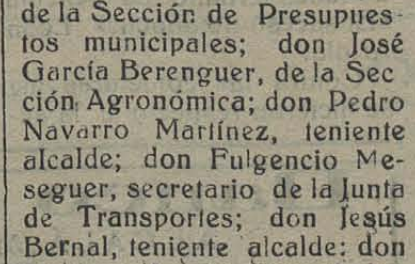 de la Sección de Presupues-
tos municipales; don José
García Berenguer, de la Sec
ción Agronómica; don Pedro
Navarro Martínez, teniente
alcalde; don Fulgencio Me-
seguer, secretario de la Junta
de Transportes; don Jesús
Bernal, teniente alcalde; don